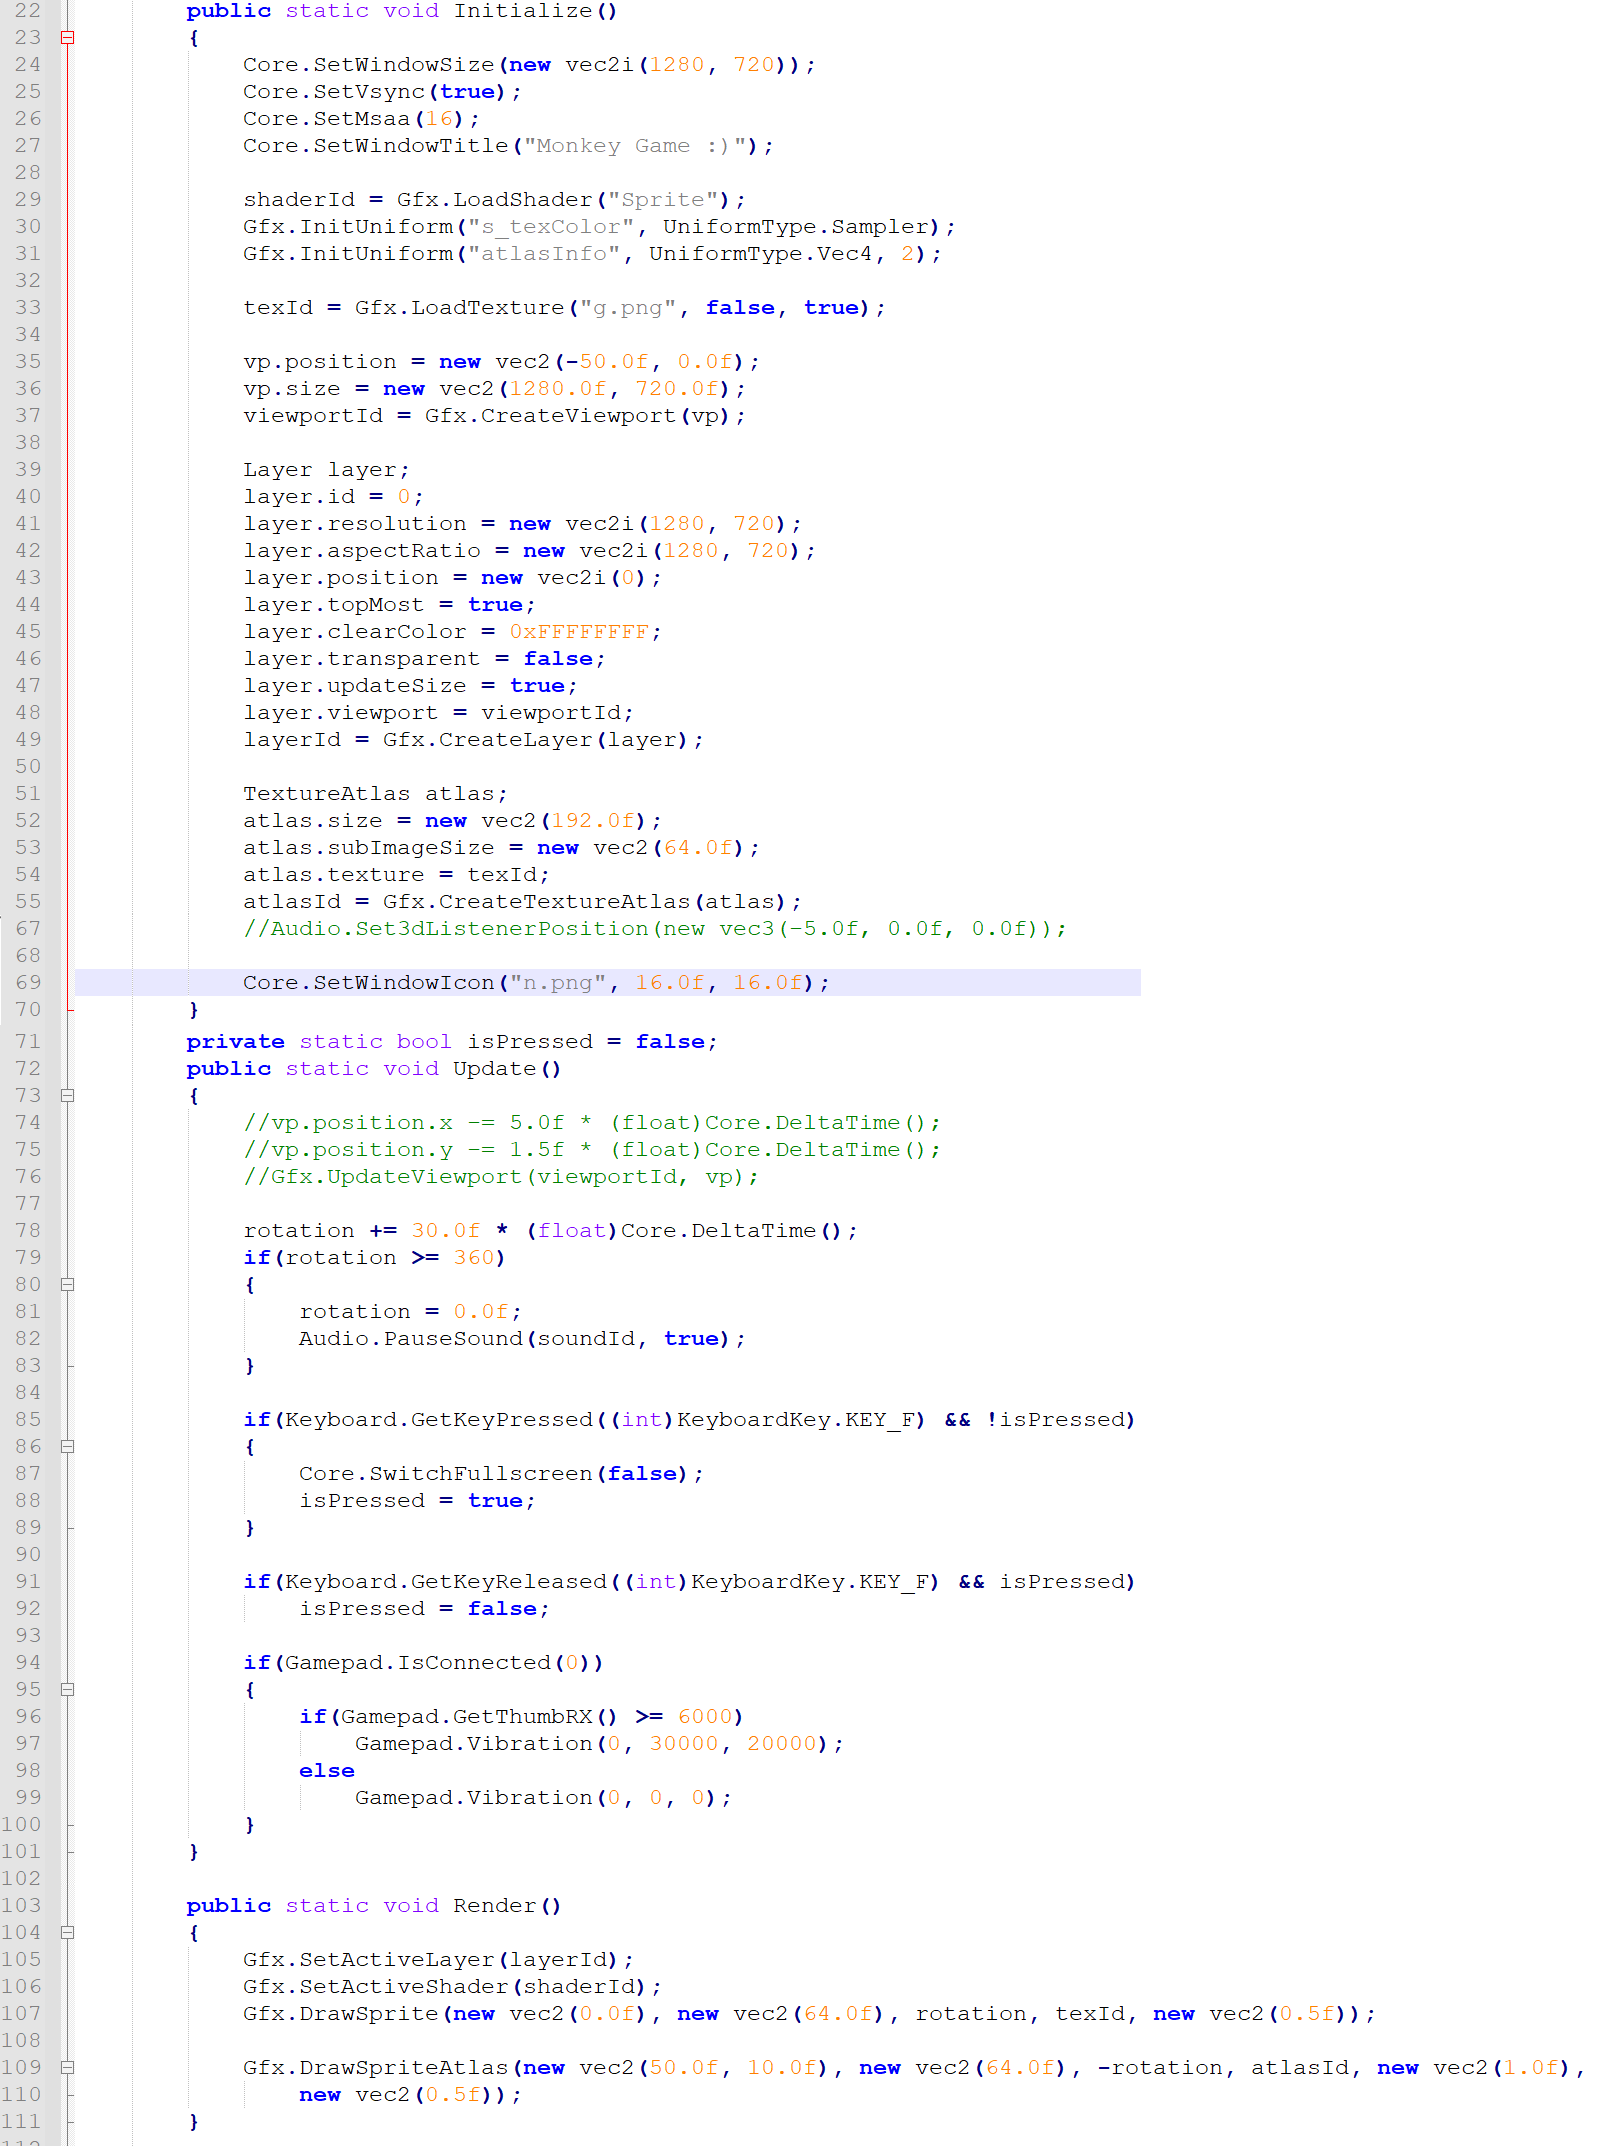 22 public static void Initialize()
23 {
24 Core.SetWindowSize(new vec2i(1280, 720));
25 Core.SetVsync(true);
26 Core.SetMsaa(16);
27 Core.SetWindowTitle("Monkey Game :)");
28
29 shaderId = Gfx.LoadShader("Sprite");
30 Gfx.InitUniform("s_texColor", UniformType.Sampler);
31 Gfx.InitUniform("atlasInfo", UniformType.Vec4, 2);
32
33 texId = Gfx.LoadTexture("g.png", false, true);
34
35 vp.position = new vec2(-50.0f, 0.0f);
36 vp.size = new vec2(1280.0f, 720.0f);
37 viewportId = Gfx.CreateViewport(vp);
38
39 Layer layer;
40 layer.id = 0;
41 layer.resolution = new vec2i(1280, 720);
42 layer.aspectRatio = new vec2i(1280, 720);
43 layer.position = new vec2i(0);
44 layer.topMost = true;
45 layer.clearColor = 0xFFFFFFFF;
46 layer.transparent = false;
47 layer.updateSize = true;
48 layer.viewport = viewportId;
49 layerId = Gfx.CreateLayer(layer);
50
51 TextureAtlas atlas;
52 atlas.size = new vec2(192.0f);
53 atlas.subImageSize = new vec2(64.0f);
54 atlas.texture = texId;
55 atlasId = Gfx.CreateTextureAtlas(atlas);
67 //Audio.Set3dListenerPosition(new vec3(-5.0f, 0.0f, 0.0f));
68
69 Core.SetWindowIcon("n.png", 16.0f, 16.0f);
70 }
71 private static bool isPressed = false;
72 public static void Update()
73 {
74 //vp.position.x -= 5.0f * (float)Core.DeltaTime();
75 //vp.position.y -= 1.5f * (float)Core.DeltaTime();
76 //Gfx.UpdateViewport(viewportId, vp);
77
78 rotation += 30.0f * (float)Core.DeltaTime();
79 if(rotation >= 360)
80 {
81 rotation = 0.0f;
82 Audio.PauseSound(soundId, true);
83 }
84
85 if(Keyboard.GetKeyPressed((int)KeyboardKey.KEY_F) && !isPressed)
86 {
87 Core.SwitchFullscreen(false);
88 isPressed = true;
89 }
90
91 if(Keyboard.GetKeyReleased((int)KeyboardKey.KEY_F) && isPressed)
92 isPressed = false;
93
94 if(Gamepad.IsConnected(0))
95 {
96 if(Gamepad.GetThumbRX() >= 6000)
97 Gamepad.Vibration(0, 30000, 20000);
98 else
99 Gamepad.Vibration(0, 0, 0);
100 }
101 }
102
103 public static void Render()
104 {
105 Gfx.SetActiveLayer(layerId);
106 Gfx.SetActiveShader(shaderId);
107 Gfx.DrawSprite(new vec2(0.0f), new vec2(64.0f), rotation, texId, new vec2(0.5f));
108
109 Gfx.DrawSpriteAtlas(new vec2(50.0f, 10.0f), new vec2(64.0f), -rotation, atlasId, new vec2(1.0f),
110 new vec2(0.5f));
111 }